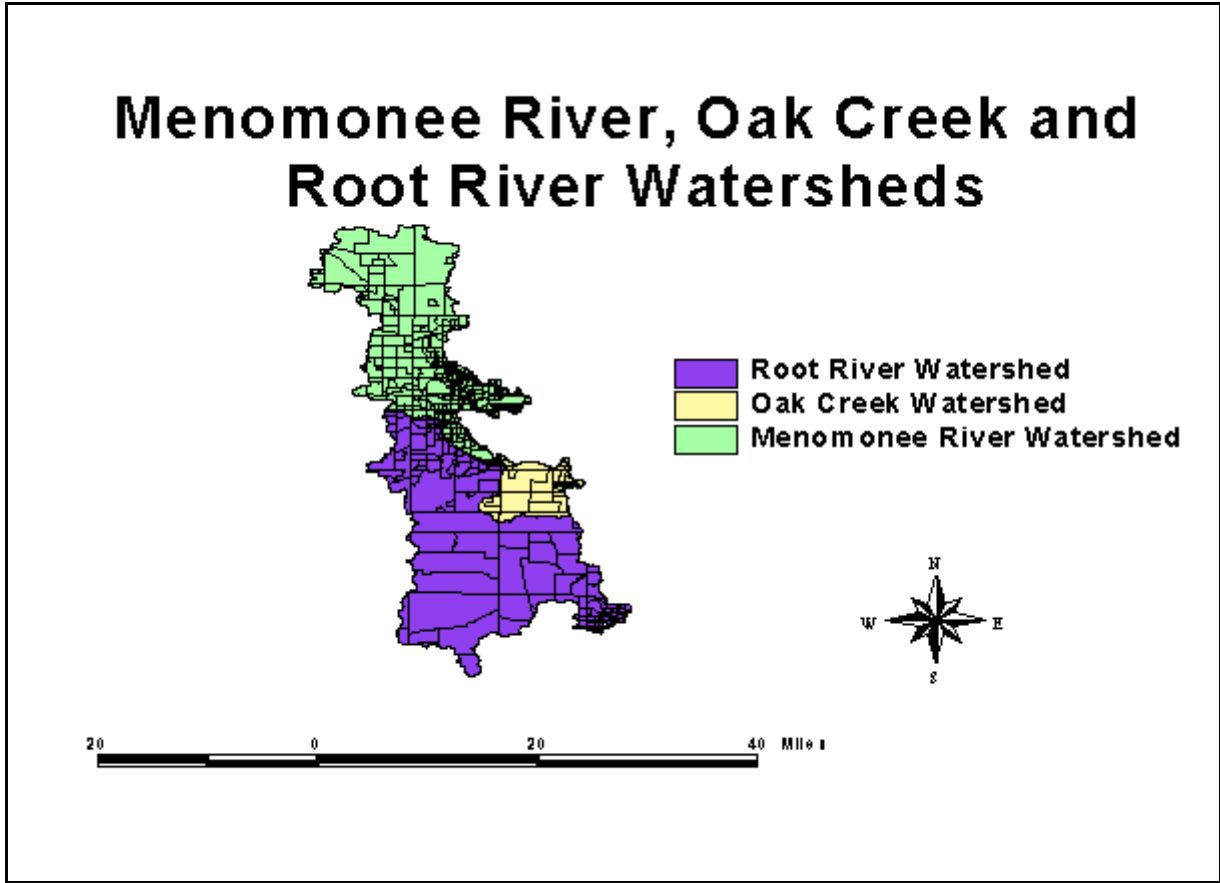 Menomonee River, Oak Creek and
Root River Watersheds
Root River Watershed
Oak Creek Watershed
Menomonee River Watershed
N
W E
S
20 0 20 40 Miles